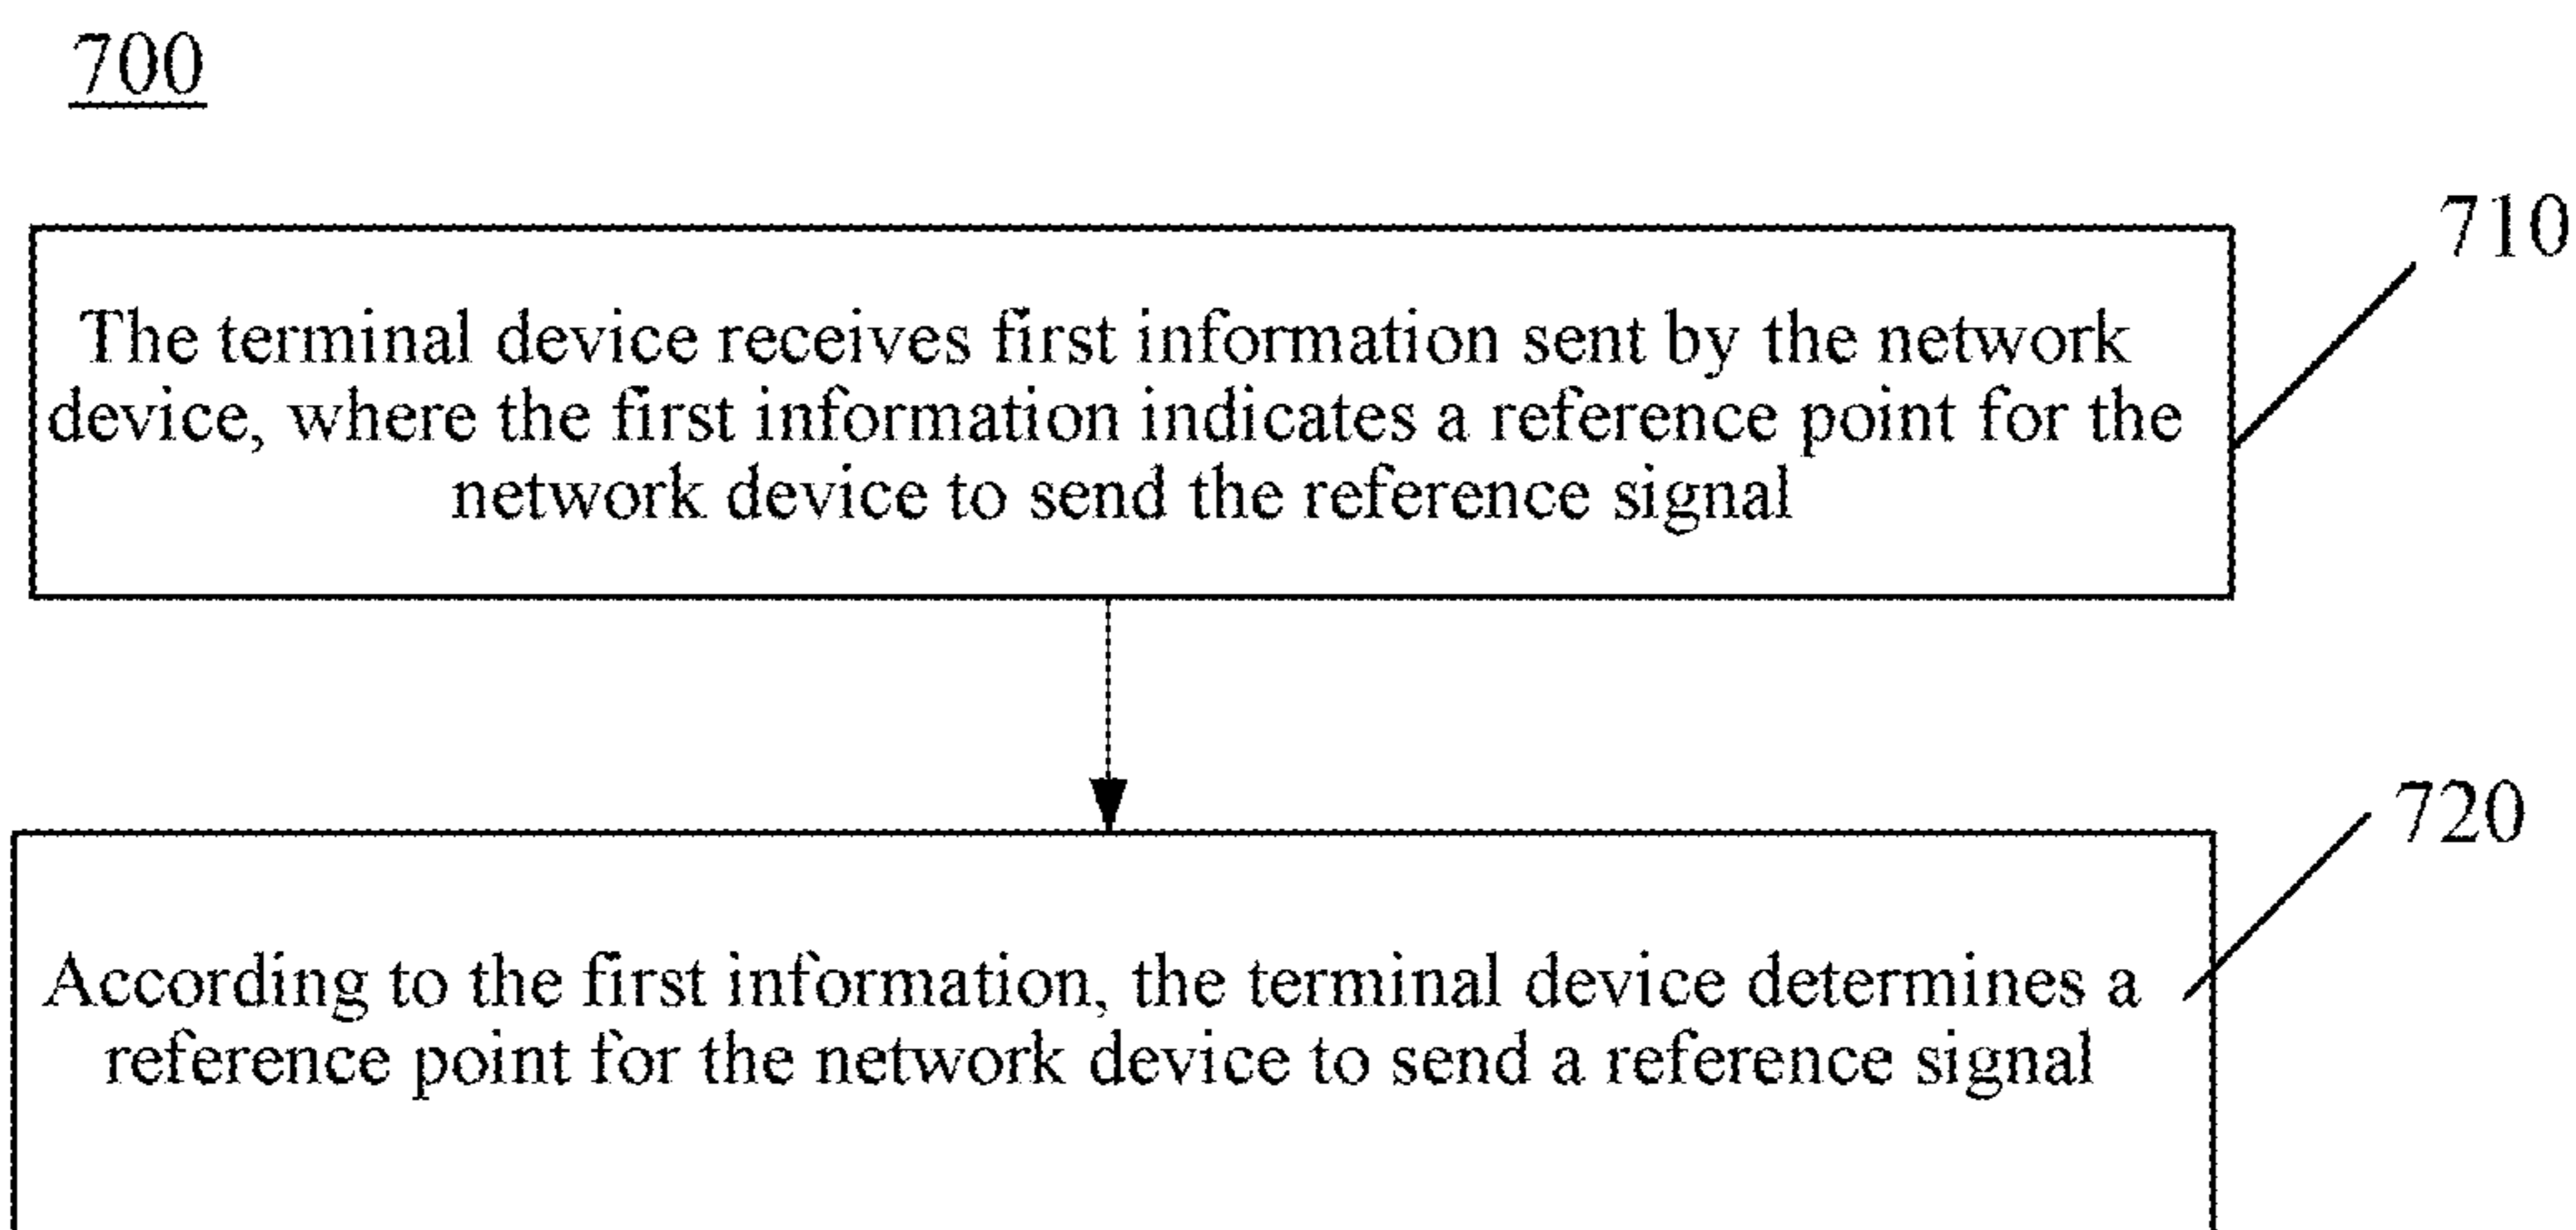 700
710
The terminal device receives first information sent by the network
device, where the first information indicates a reference point for the
network device to send the reference signal
720
According to the first information, the terminal device determines a
reference point for the network device to send a reference signal